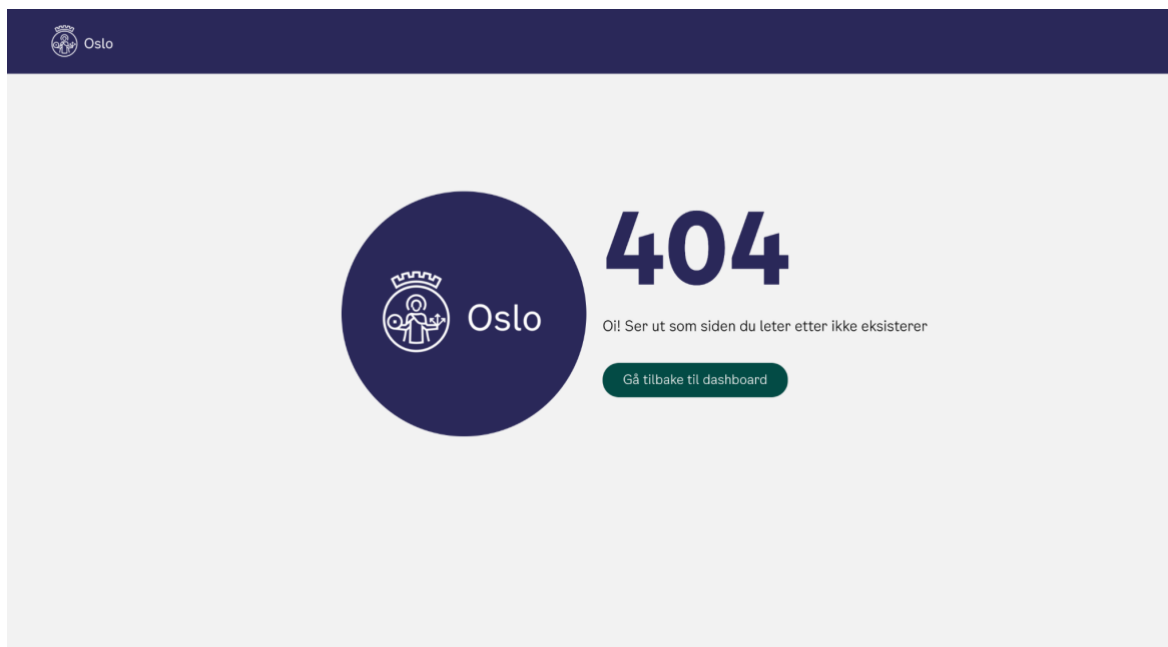 Oslo
Oslo
404
Oi! Ser ut som siden du leter etter ikke eksisterer
Gå tilbake til dashboard